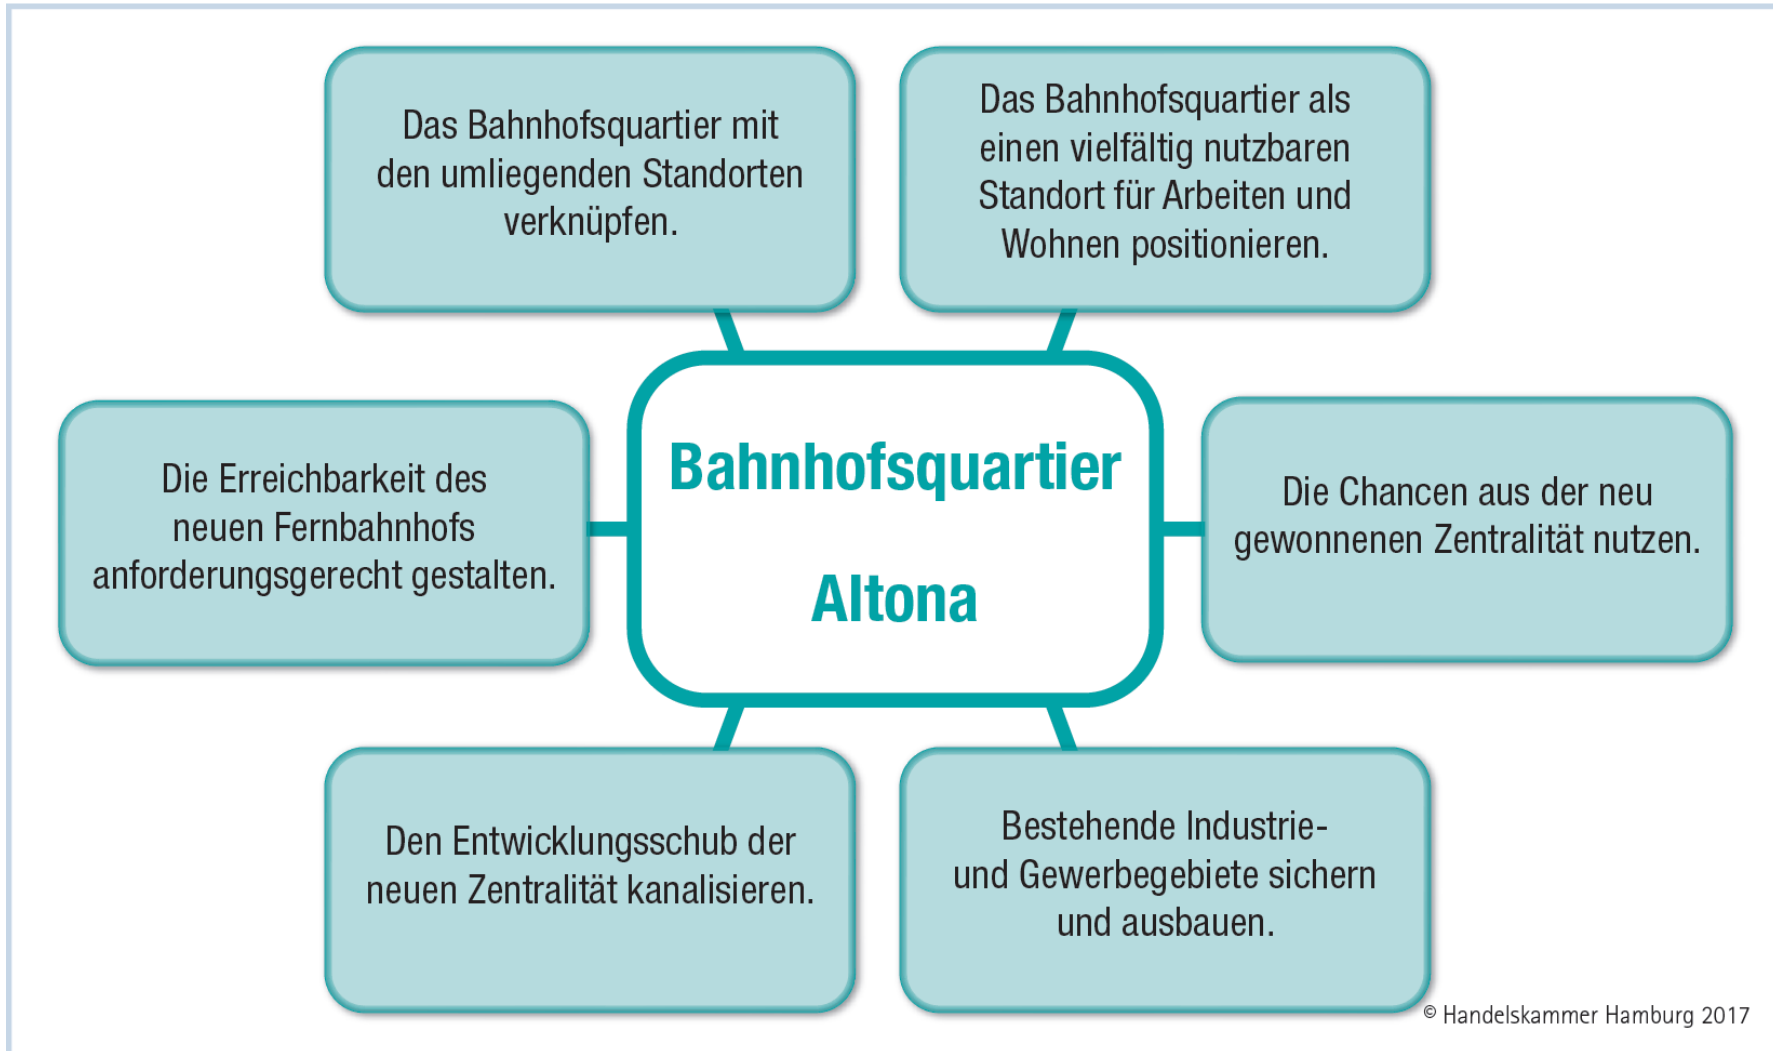 Das Bahnhofsquartier mit
den umliegenden Standorten
verknüpfen.
Das Bahnhofsquartier als
einen vielfältig nutzbaren
Standort für Arbeiten und
Wohnen positionieren.
Die Erreichbarkeit des
neuen Fernbahnhofs
anforderungsgerecht gestalten.
Bahnhofsquartier
Altona
Die Chancen aus der neu
gewonnenen Zentralität nutzen.
Den Entwicklungsschub der
neuen Zentralität kanalisieren.
Bestehende Industrie-
und Gewerbegebiete sichern
und ausbauen.
© Handelskammer Hamburg 2017